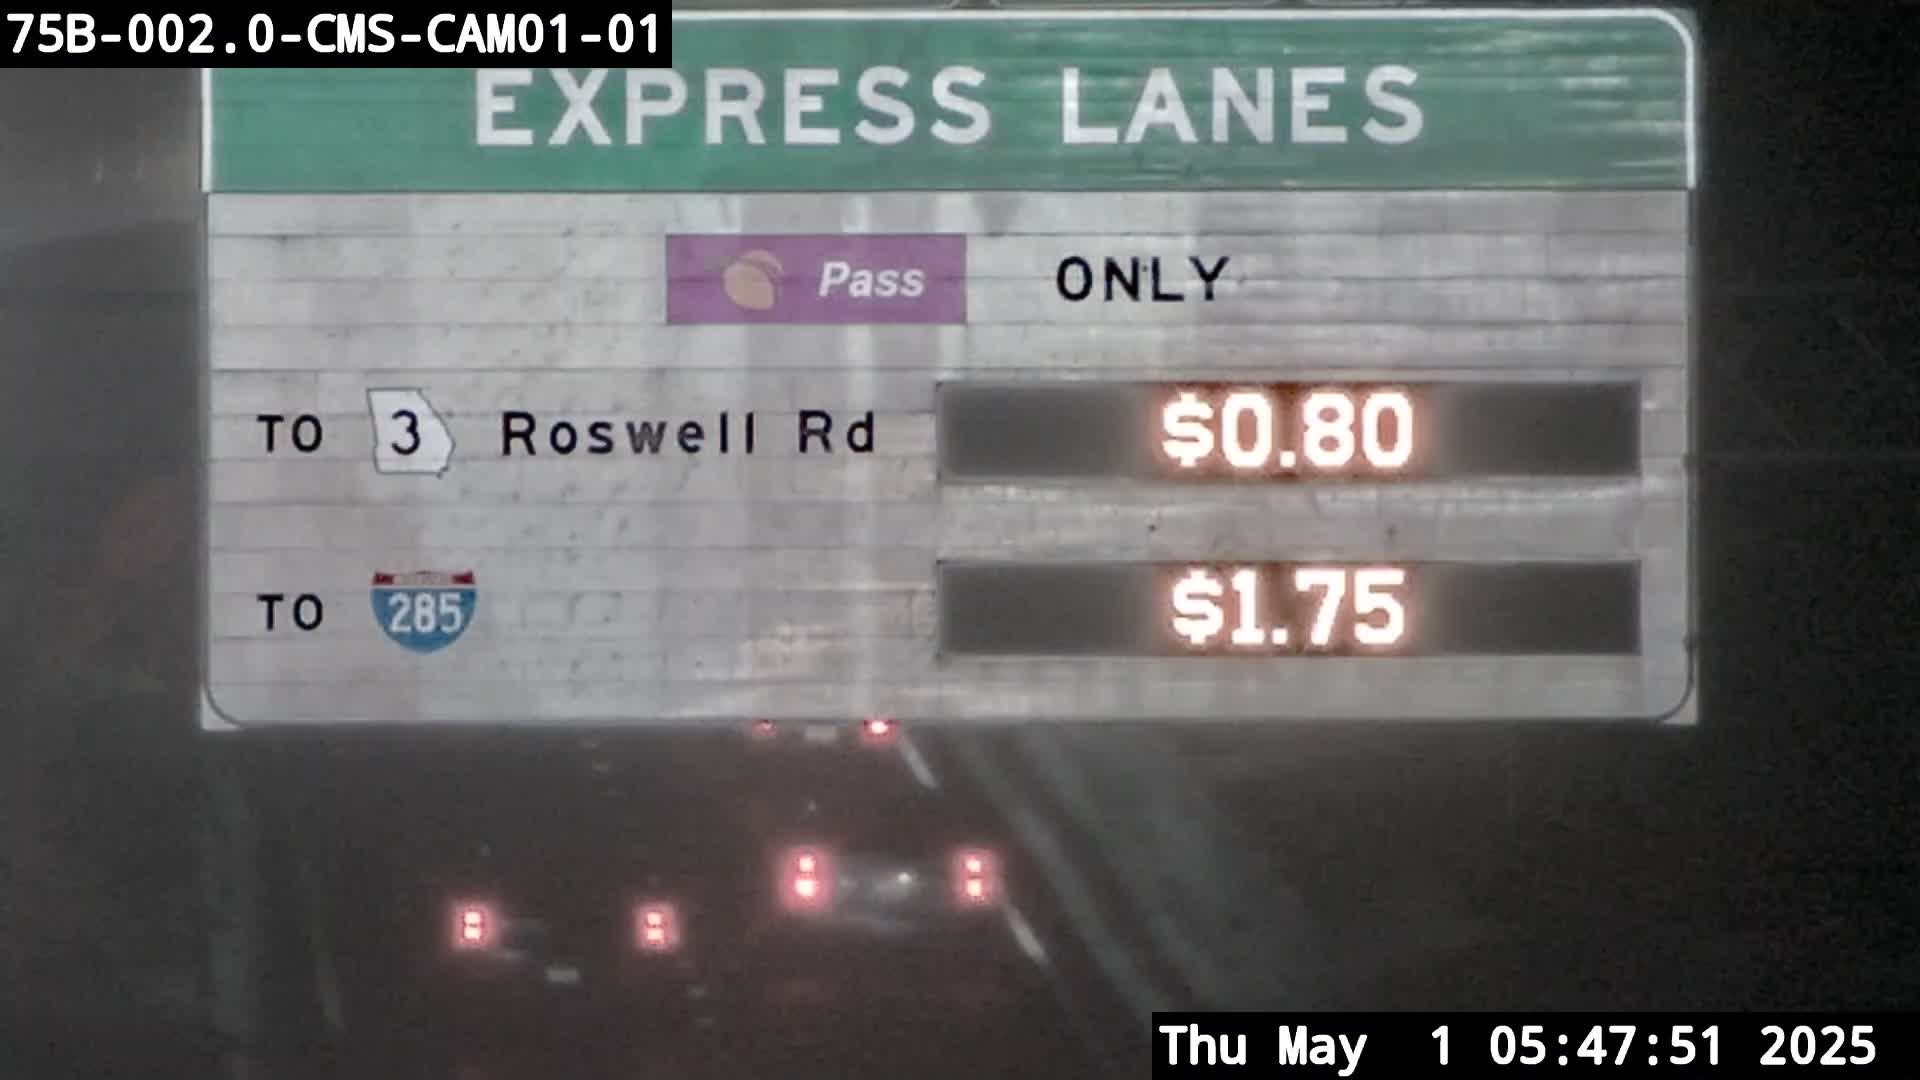 75B-002.0-CMS-CAM01-01
EXPRESS LANES
Pass ONLY
TO 3 Roswell Rd $0.80
TO 285 $1.75
Thu May 1 05:47:51 2025